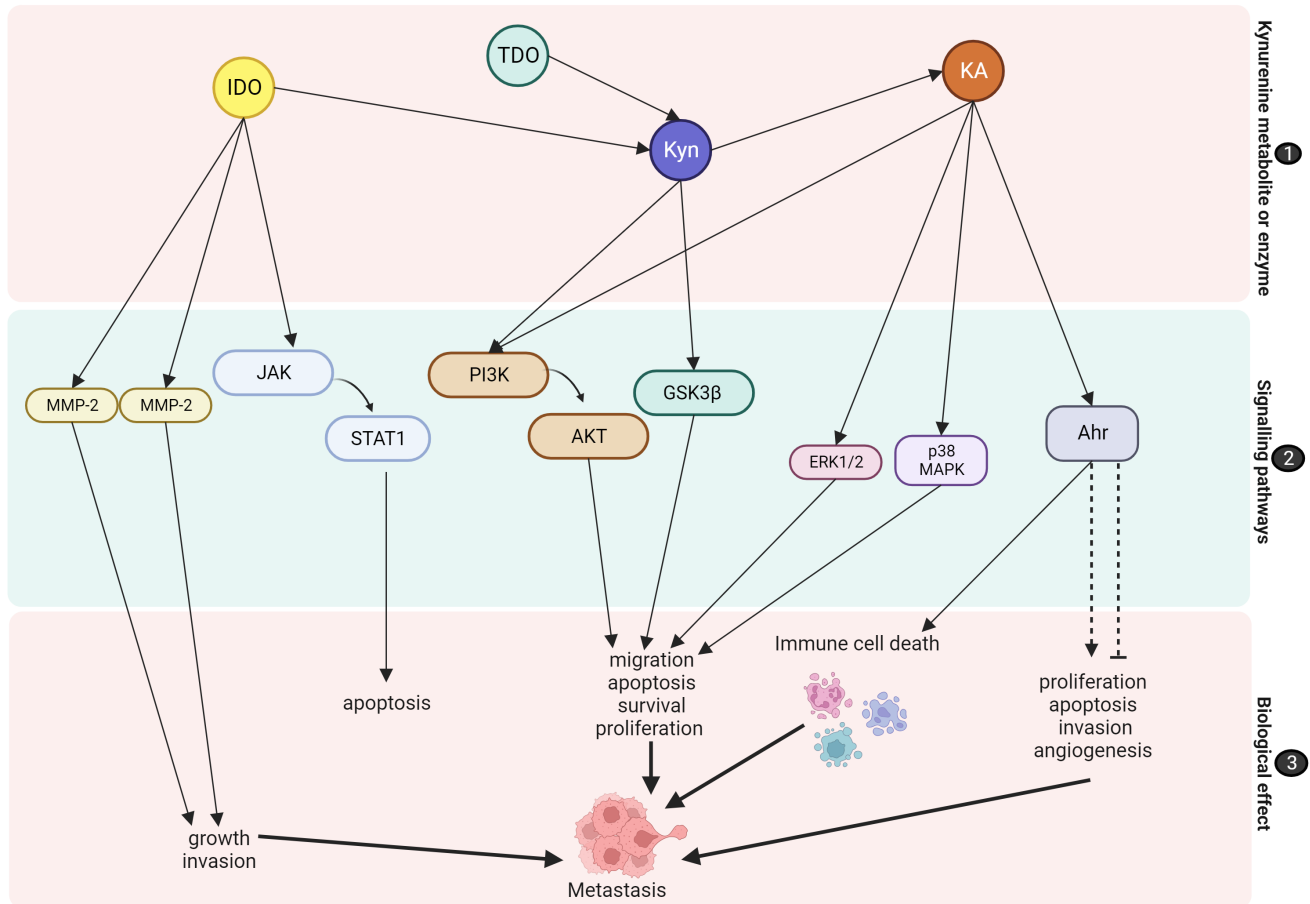 TDO
KA
IDO
Kyn
Kynurenine metabolite or enzyme
1
JAK
PI3K
GSK3β
MMP-2
MMP-2
STAT1
AKT
ERK1/2
p38
MAPK
Ahr
Signalling pathways
2
Immune cell death
migration
apoptosis
survival
proliferation
apoptosis
proliferation
apoptosis
invasion
angiogenesis
growth
invasion
Metastasis
Biological effect
3